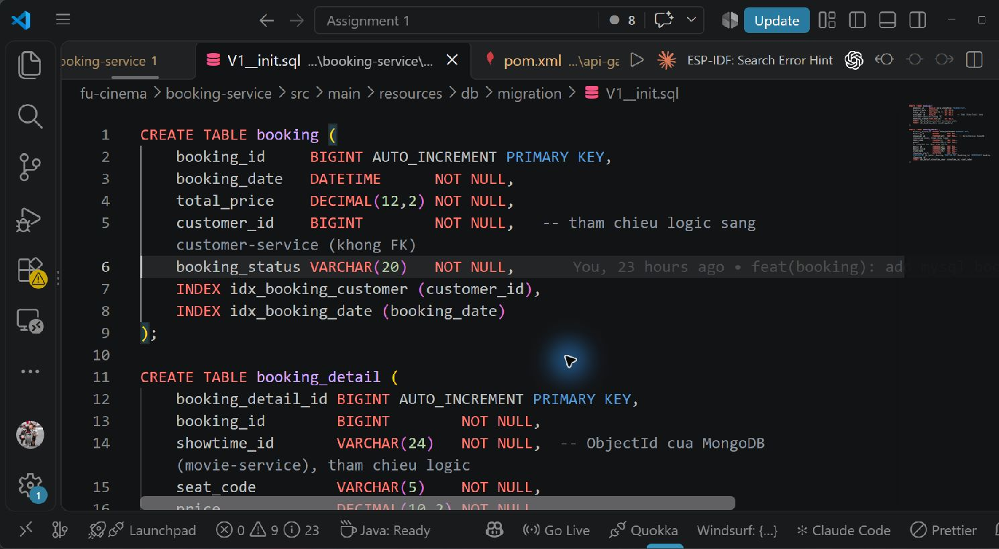 Assignment 1
8
Update
ooking-service 1
V1__init.sql ...\booking-service\...
pom.xml ...\api-ga
ESP-IDF: Search Error Hint
fu-cinema > booking-service > src > main > resources > db > migration > V1__init.sql
1 CREATE TABLE booking (
2 booking_id BIGINT AUTO_INCREMENT PRIMARY KEY,
3 booking_date DATETIME NOT NULL,
4 total_price DECIMAL(12,2) NOT NULL,
5 customer_id BIGINT NOT NULL, -- tham chieu logic sang
customer-service (khong FK)
6 booking_status VARCHAR(20) NOT NULL, You, 23 hours ago • feat(booking): add mysql boo
7 INDEX idx_booking_customer (customer_id),
8 INDEX idx_booking_date (booking_date)
9 );
10
11 CREATE TABLE booking_detail (
12 booking_detail_id BIGINT AUTO_INCREMENT PRIMARY KEY,
13 booking_id BIGINT NOT NULL,
14 showtime_id VARCHAR(24) NOT NULL, -- ObjectId cua MongoDB
(movie-service), tham chieu logic
15 seat_code VARCHAR(5) NOT NULL,
16 price DECIMAL(10,2) NOT NULL
1
Launchpad
0 9 23
Java: Ready
Go Live
Quokka
Windsurf: {...}
Claude Code
Prettier